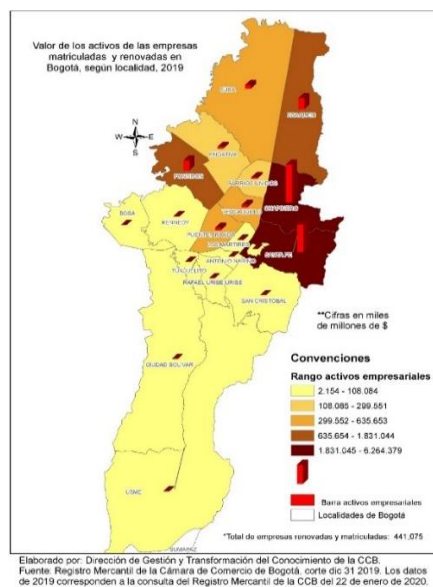 Valor de los activos de las empresas
matriculadas y renovadas en
Bogotá, según localidad, 2019
N
W E
S
SUBA
USAQUEN
ENGATIVA
FONTIBON
BARRIOS UNIDOS
CHAPINERO
TEUSAQUILLO
BOSA
KENNEDY
PUENTE ARANDA
LOS MARTIRES
SANTA FE
ANTONIO NARIÑO
TUNJUELITO
RAFAEL URIBE URIBE
SAN CRISTOBAL
**Cifras en miles
de millones de $
CIUDAD BOLIVAR
Convenciones
Rango activos empresariales
2.154 - 108.084
108.085 - 299.551
299.552 - 635.653
635.654 - 1.831.044
1.831.045 - 6.264.379
Barra activos empresariales
Localidades de Bogotá
USME
*Total de empresas renovadas y matriculadas: 441,075
SUMAPAZ
Elaborado por: Dirección de Gestión y Transformación del Conocimiento de la CCB.
Fuente: Registro Mercantil de la Cámara de Comercio de Bogotá, corte dic 31 2019. Los datos
de 2019 corresponden a la consulta del Registro Mercantil de la CCB del 22 de enero de 2020.